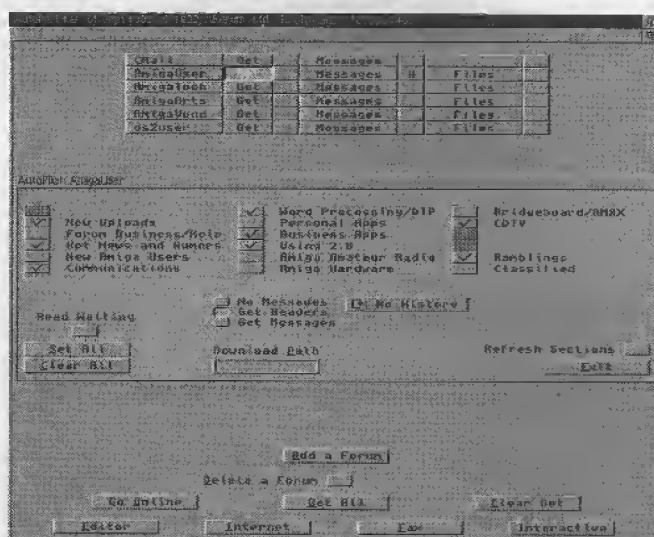 CMail Get Messages
AmigaUser Messages H Files
AmigaTech Get Messages Files
AmigaArts Get Messages Files
AmigaVend Get Messages Files
os2user Get Messages Files
AutoPilot: AmigaUser
New Uploads
Forum Business/Help
Hot News and Rumors
New Amiga Users
Communications
Word Processing/DTP
Personal Apps
Business Apps
Using 2.0
Amiga Amateur Radio
Amiga Hardware
Bridgeboard/AMAX
CDTV
Ramblings
Classified
No Messages
Get Headers
Get Messages
No History
Read Waiting
Set All
Clear All
Download Path
Refresh Sections
Exit
Add a Forum
Delete a Forum
Go Online Get All Clear Get
Editor Internet Fax Interactive